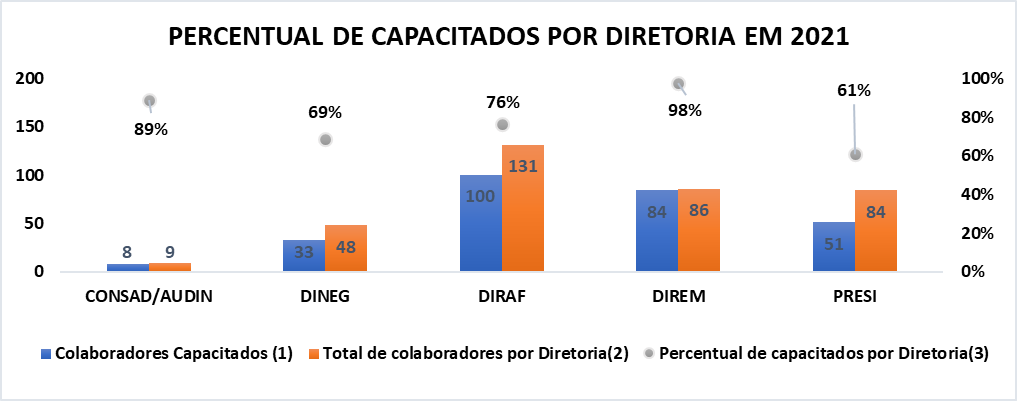 PERCENTUAL DE CAPACITADOS POR DIRETORIA EM 2021
200
150
100
50
0
100%
80%
60%
40%
20%
0%
89%
69%
76%
98%
61%
8
9
33
48
100
131
84
86
51
84
CONSAD/AUDIN
DINEG
DIRAF
DIREM
PRESI
Colaboradores Capacitados (1)
Total de colaboradores por Diretoria(2)
Percentual de capacitados por Diretoria(3)